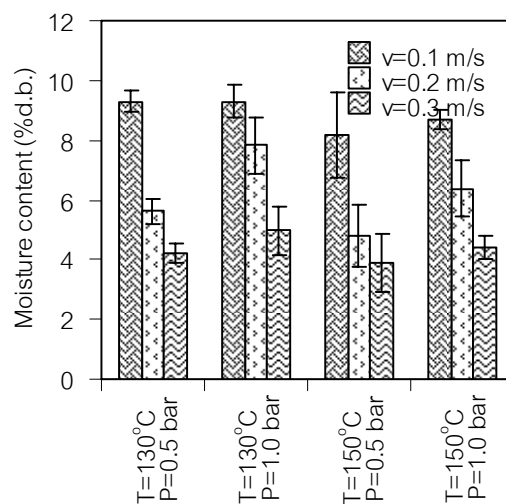 12
10
8
6
4
2
0
Moisture content (%d.b.)
v=0.1 m/s
v=0.2 m/s
v=0.3 m/s
T=130°C
P=0.5 bar
T=130°C
P=1.0 bar
T=150°C
P=0.5 bar
T=150°C
P=1.0 bar